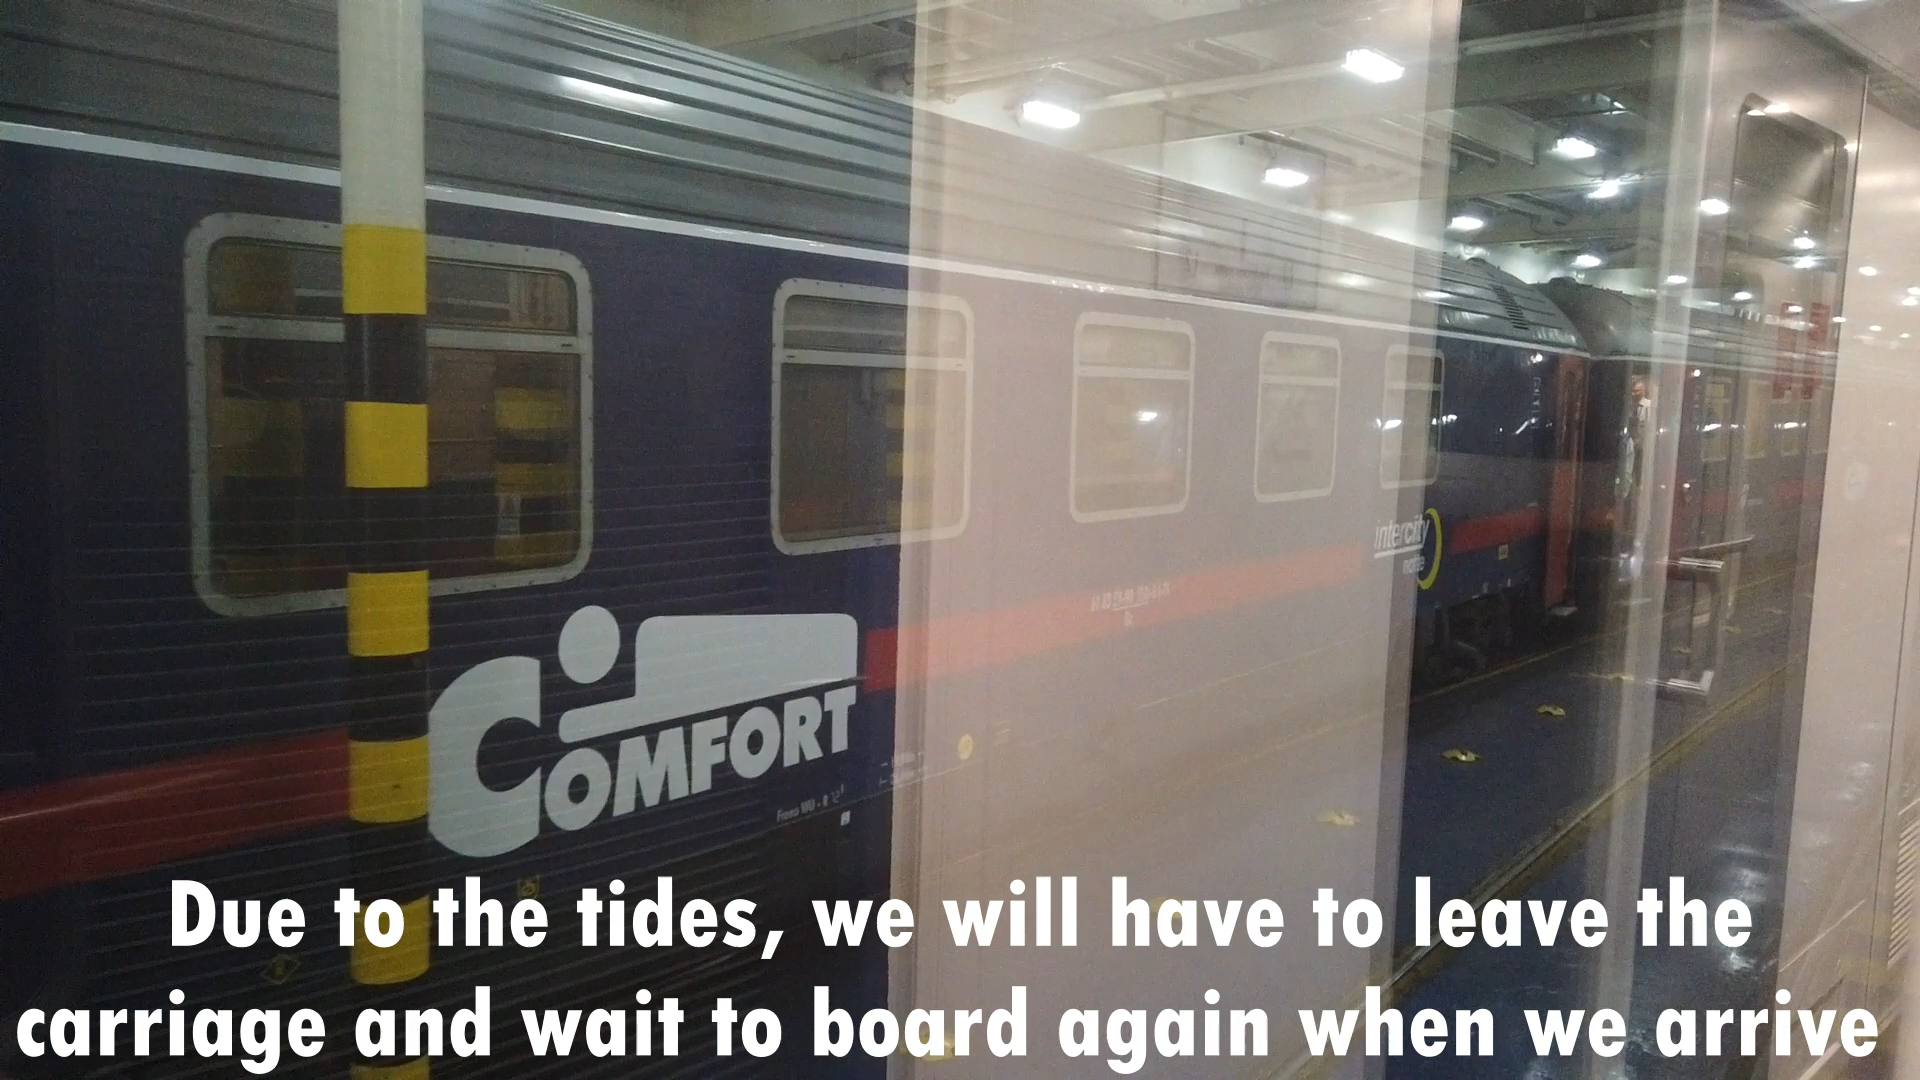 intercity
notte
COMFORT
Due to the tides, we will have to leave the
carriage and wait to board again when we arrive